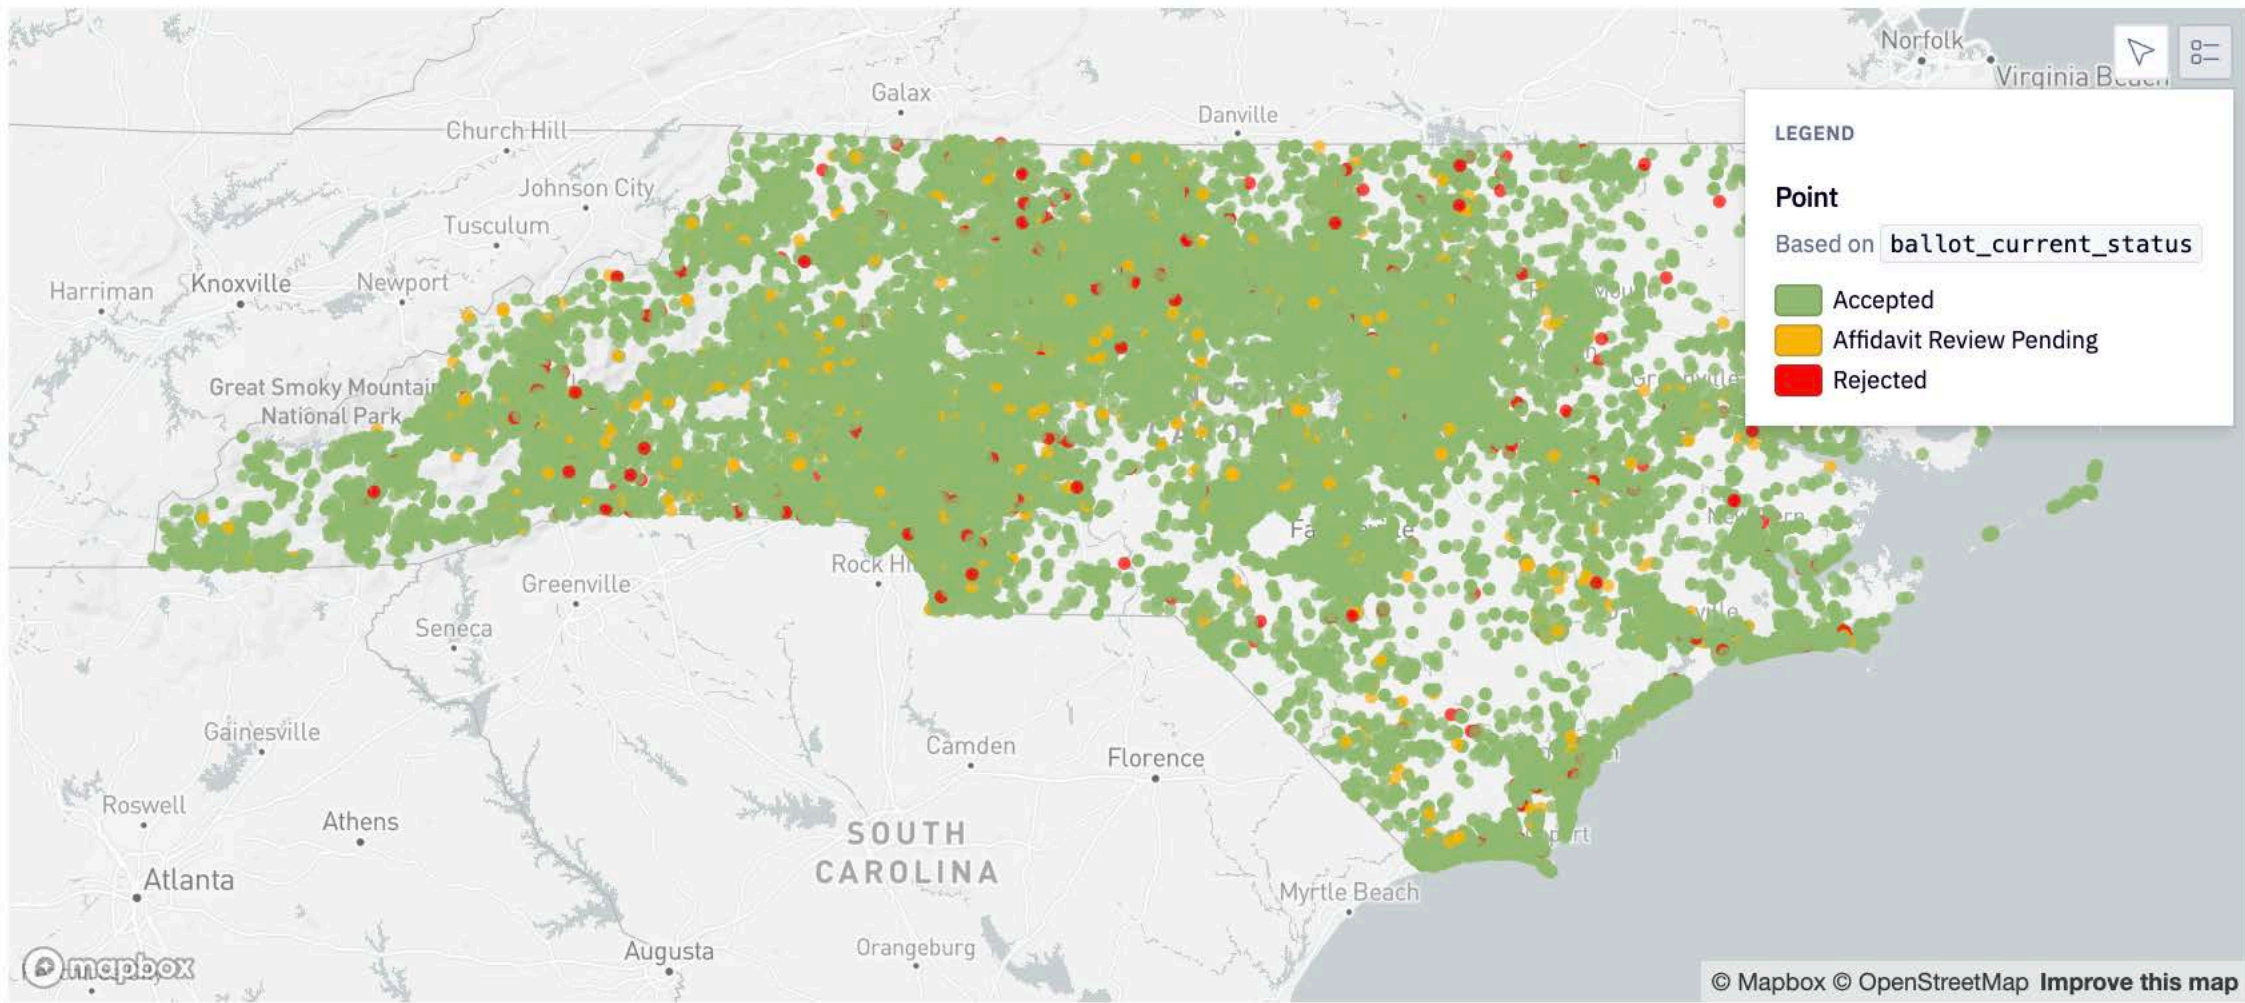 Norfolk
Virginia Beach
Galax
Danville
Church Hill
Johnson City
Tusculum
Harriman
Knoxville
Newport
Great Smoky Mountain
National Park
LEGEND
Point
Based on ballot_current_status
Accepted
Affidavit Review Pending
Rejected
Rock Hi
Greenville
Seneca
Gainesville
Camden
Florence
Roswell
Athens
SOUTH
CAROLINA
Atlanta
Myrtle Beach
Augusta
Orangeburg
mapbox
© Mapbox © OpenStreetMap Improve this map